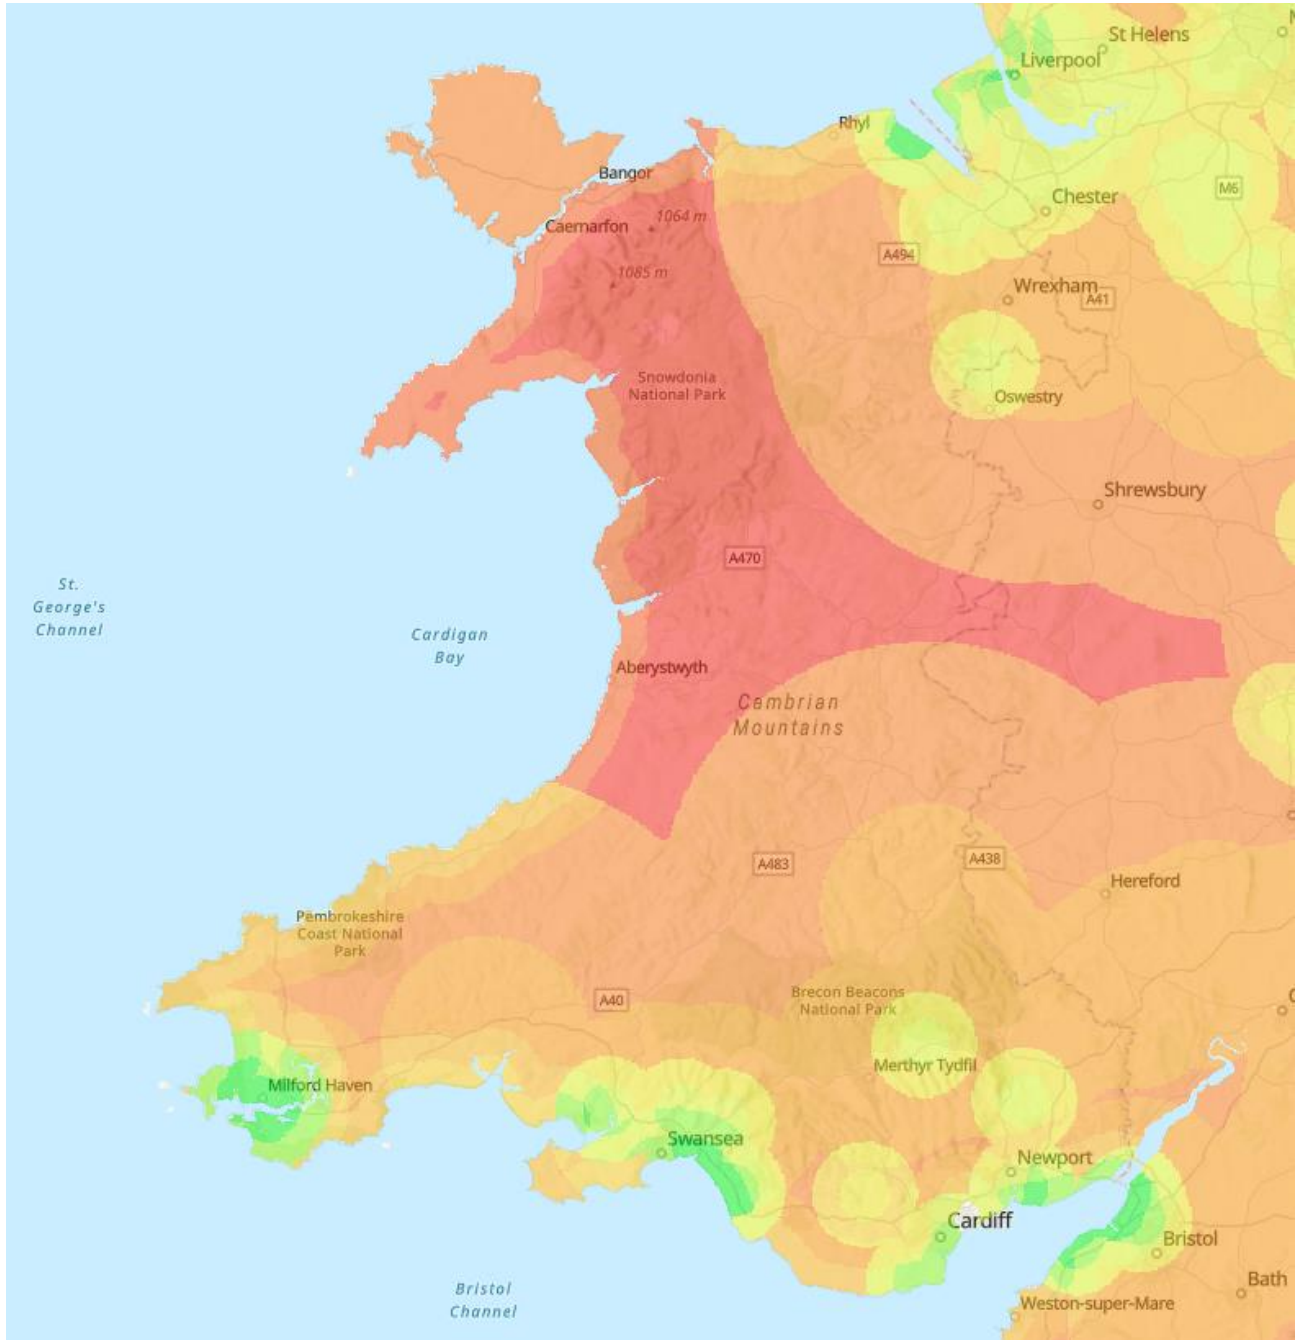 St Helens
Liverpool
Rhyl
Bangor
M6
Chester
1064 m
Caernarfon
A494
1085 m
Wrexham
A41
Snowdonia
National Park
Oswestry
Shrewsbury
A470
St.
George's
Channel
Cardigan
Bay
Aberystwyth
Cambrian
Mountains
A483
A438
Hereford
Pembrokeshire
Coast National
Park
A40
Brecon Beacons
National Park
Merthyr Tydfil
Milford Haven
Swansea
Newport
Cardiff
Bristol
Bath
Bristol
Channel
Weston-super-Mare